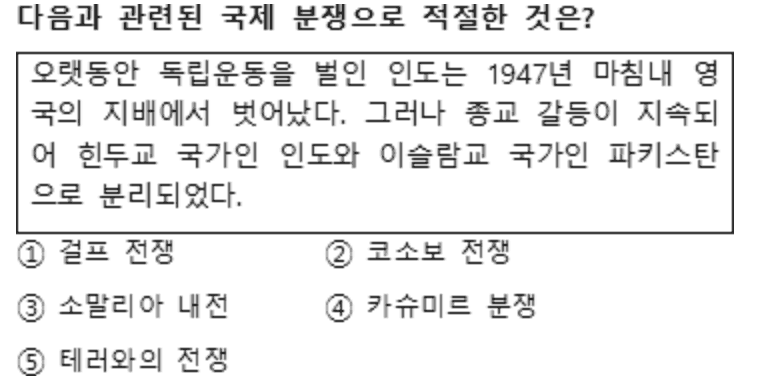 다음과 관련된 국제 분쟁으로 적절한 것은?
오랫동안 독립운동을 벌인 인도는 1947년 마침내 영
국의 지배에서 벗어났다. 그러나 종교 갈등이 지속되
어 힌두교 국가인 인도와 이슬람교 국가인 파키스탄
으로 분리되었다.
① 걸프 전쟁 ② 코소보 전쟁
③ 소말리아 내전 ④ 카슈미르 분쟁
⑤ 테러와의 전쟁